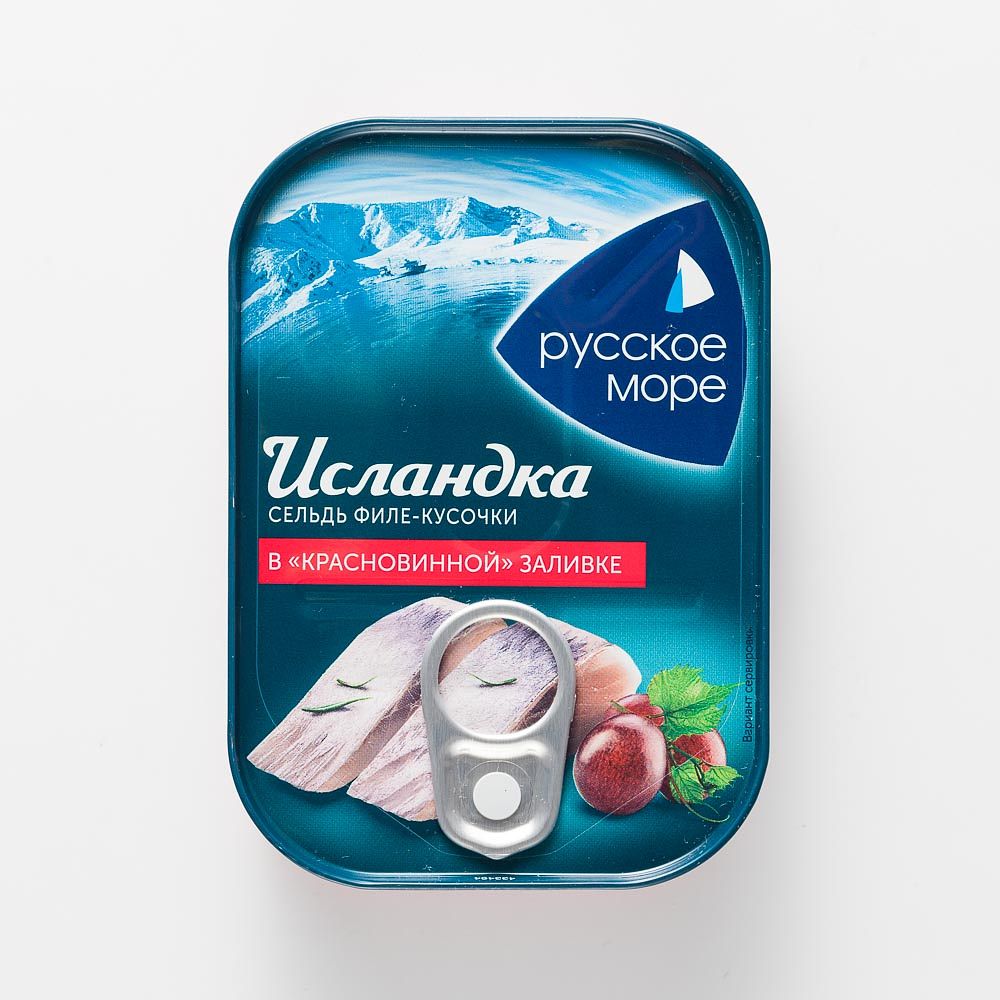 русское
море
Исландка
СЕЛЬДЬ ФИЛЕ-КУСОЧКИ
В «КРАСНОВИННОЙ» ЗАЛИВКЕ
Вариант сервировки